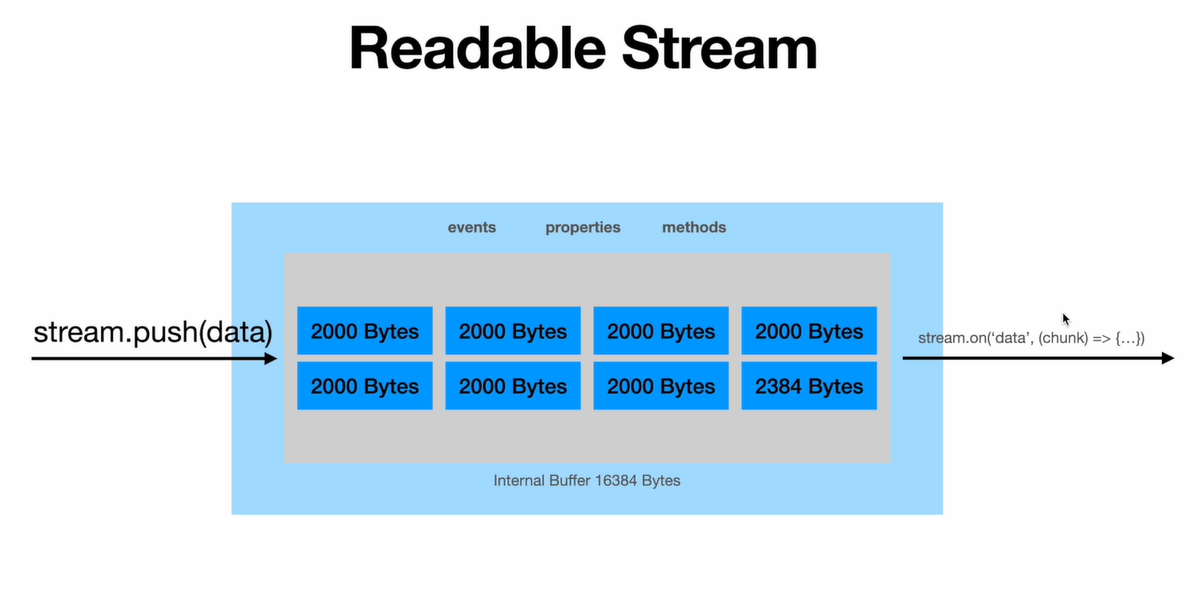 Readable Stream
events properties methods
stream.push(data)
2000 Bytes 2000 Bytes 2000 Bytes 2000 Bytes
stream.on(‘data’, (chunk) => {...})
2000 Bytes 2000 Bytes 2000 Bytes 2384 Bytes
Internal Buffer 16384 Bytes